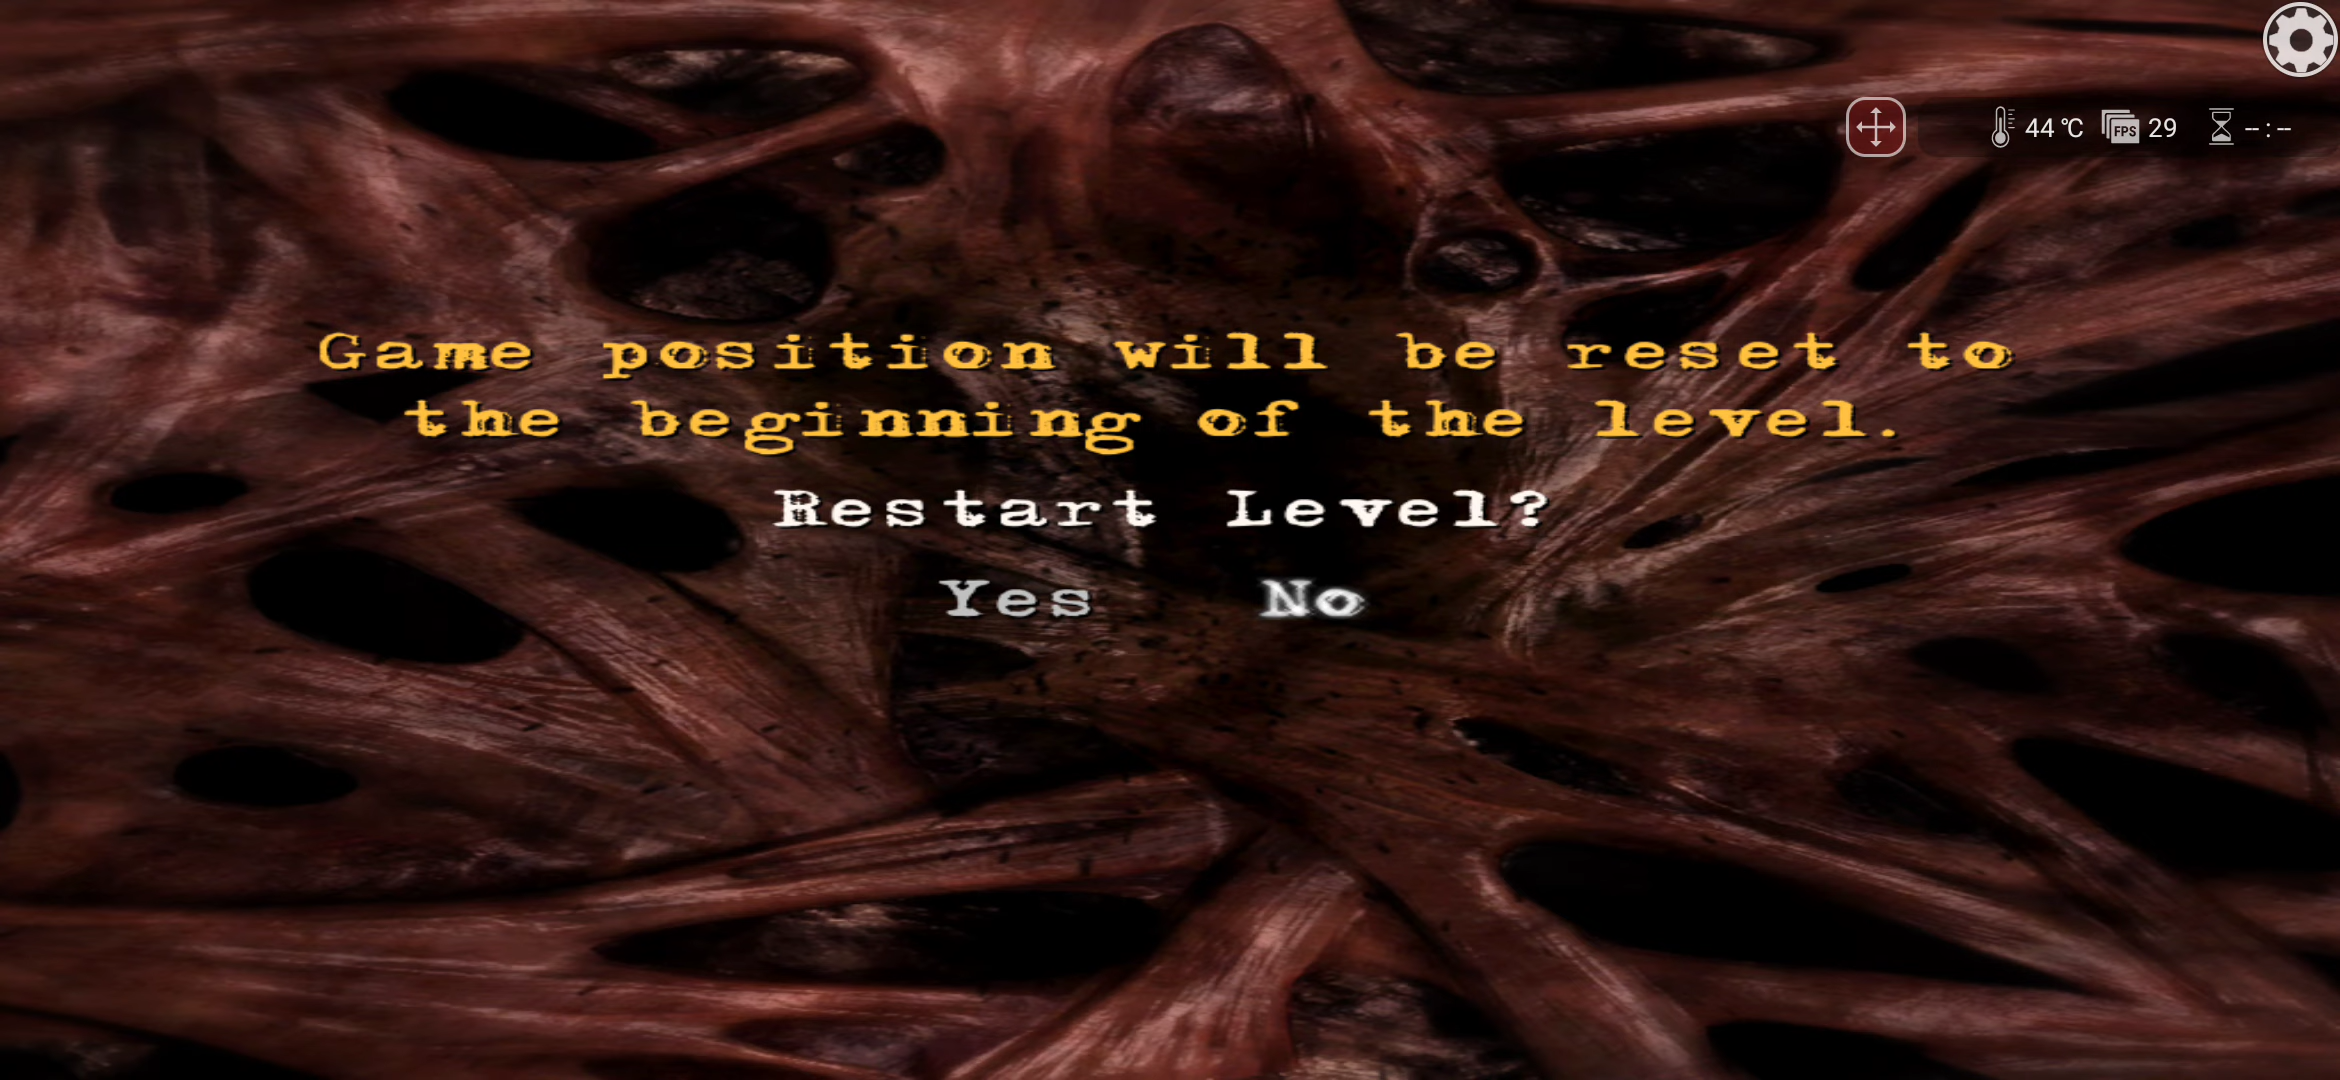 44 ℃ FPS 29 -- : --
Game position will be reset to
the beginning of the level.
Restart Level?
Yes No